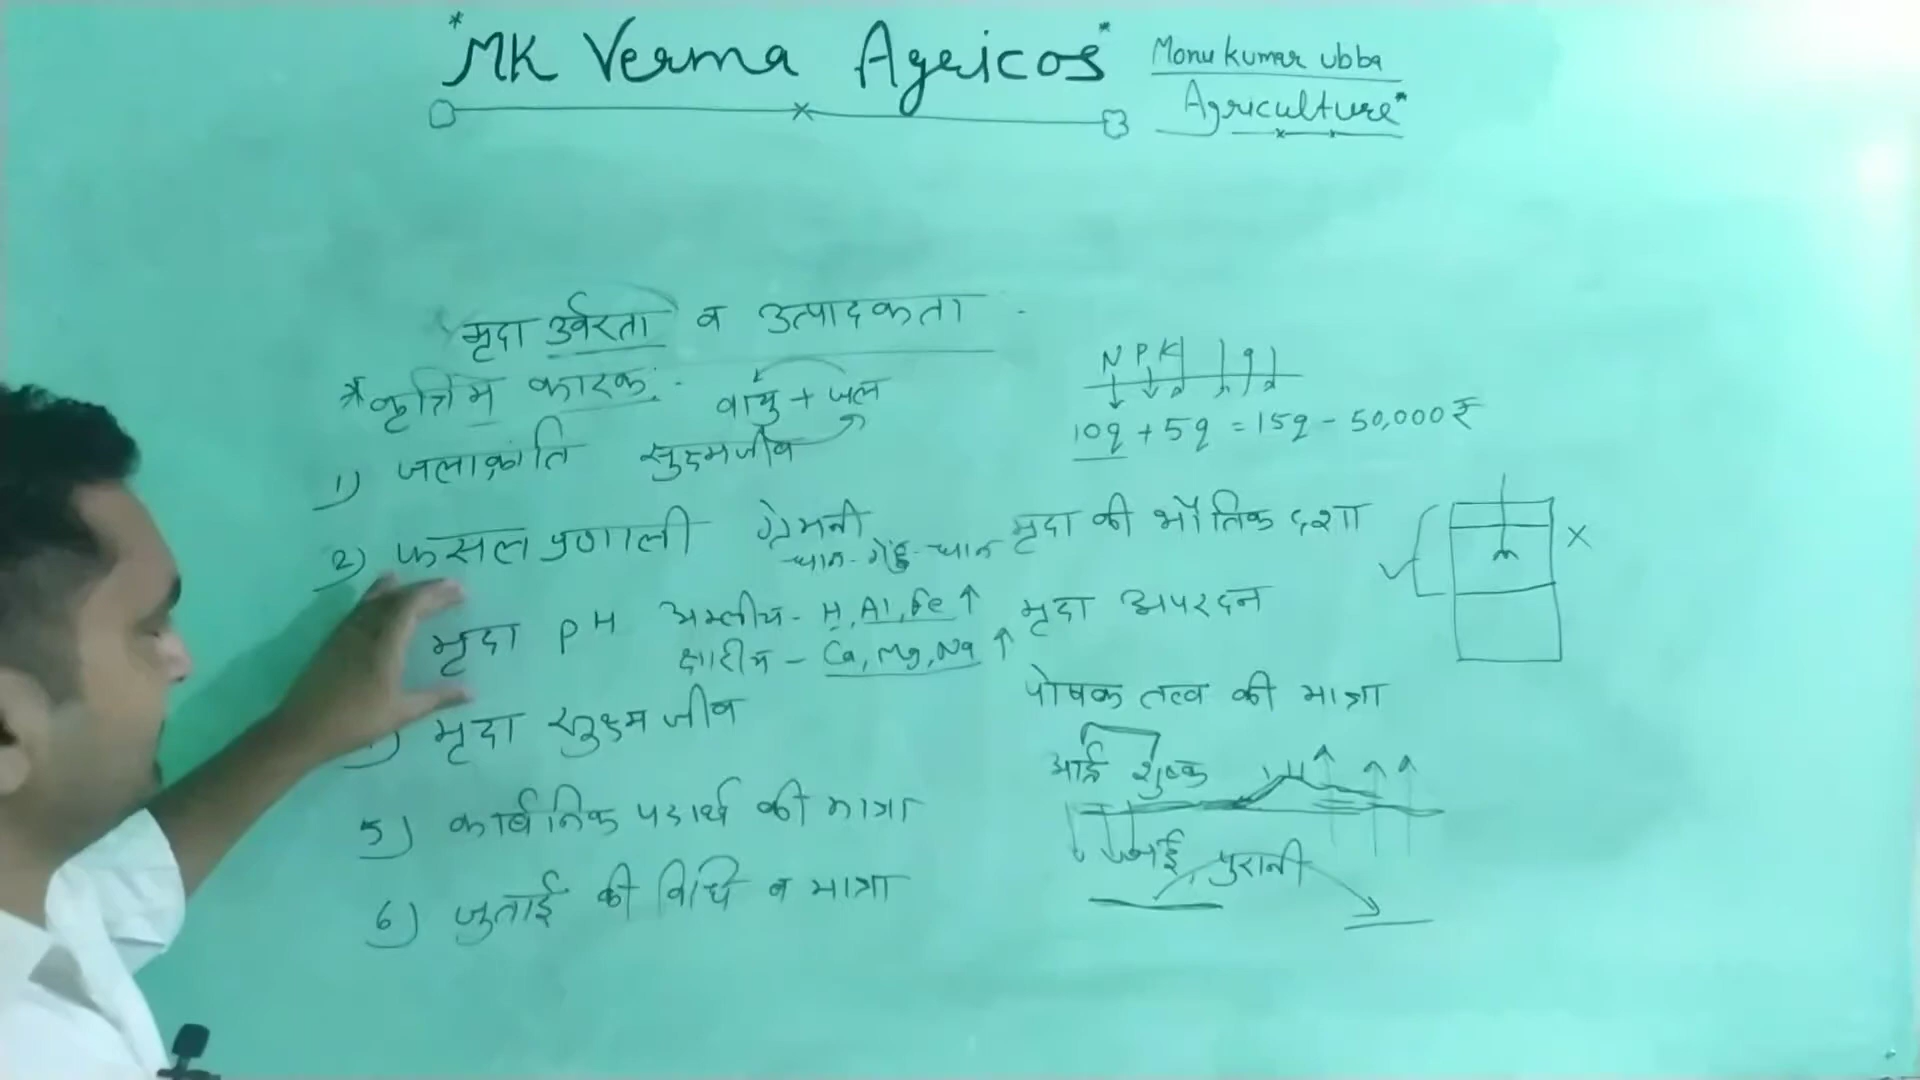 "MK Verma Agricos"
Monu kumar ubba
Agriculture"
मृदा उर्वरता व उत्पादकता
* कृत्रिम कारक:-
वायु + जल
1) जलाक्रांति सुक्ष्मजीव
2) फसल प्रणाली
धान-गेंहु-धान
मृदा PH अम्लीय - H, Al, Fe ↑
क्षारीय - Ca, Mg, Na ↑
) मृदा सुक्ष्म जीव
5) कार्बनिक पदार्थ की मात्रा
6) जुताई की विधि व मात्रा
N P K
10q + 5q = 15q - 50,000 ₹
मृदा की भौतिक दशा
x
मृदा अपरदन
पोषक तत्व की मात्रा
आर्द्र शुष्क
नई, पुरानी